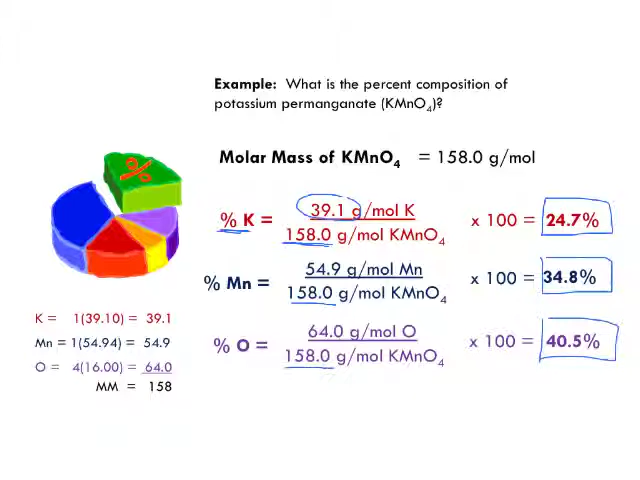 Example: What is the percent composition of
potassium permanganate (KMnO₄)?
Molar Mass of KMnO₄ = 158.0 g/mol
%
% K = 39.1 g/mol K x 100 = 24.7%
158.0 g/mol KMnO₄
% Mn = 54.9 g/mol Mn x 100 = 34.8%
158.0 g/mol KMnO₄
% O = 64.0 g/mol O x 100 = 40.5%
158.0 g/mol KMnO₄
K = 1(39.10) = 39.1
Mn = 1(54.94) = 54.9
O = 4(16.00) = 64.0
MM = 158